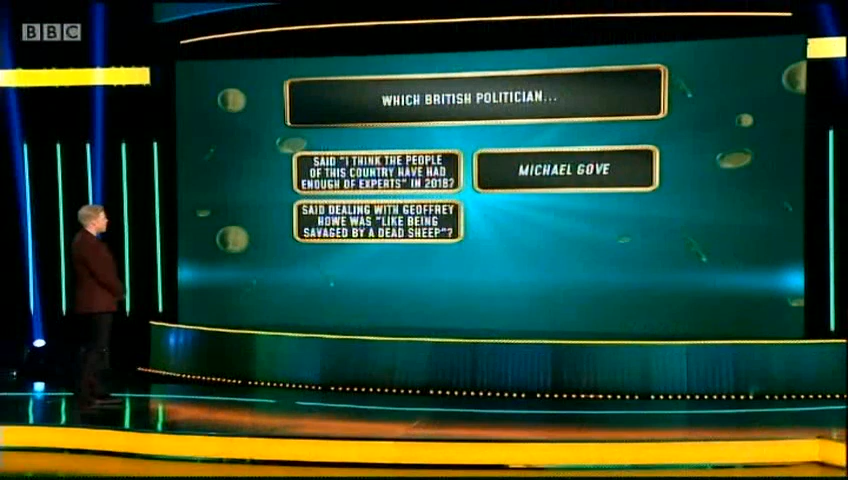 BBC
WHICH BRITISH POLITICIAN...
SAID "I THINK THE PEOPLE
OF THIS COUNTRY HAVE HAD
ENOUGH OF EXPERTS" IN 2016?
MICHAEL GOVE
SAID DEALING WITH GEOFFREY
HOWE WAS "LIKE BEING
SAVAGED BY A DEAD SHEEP"?